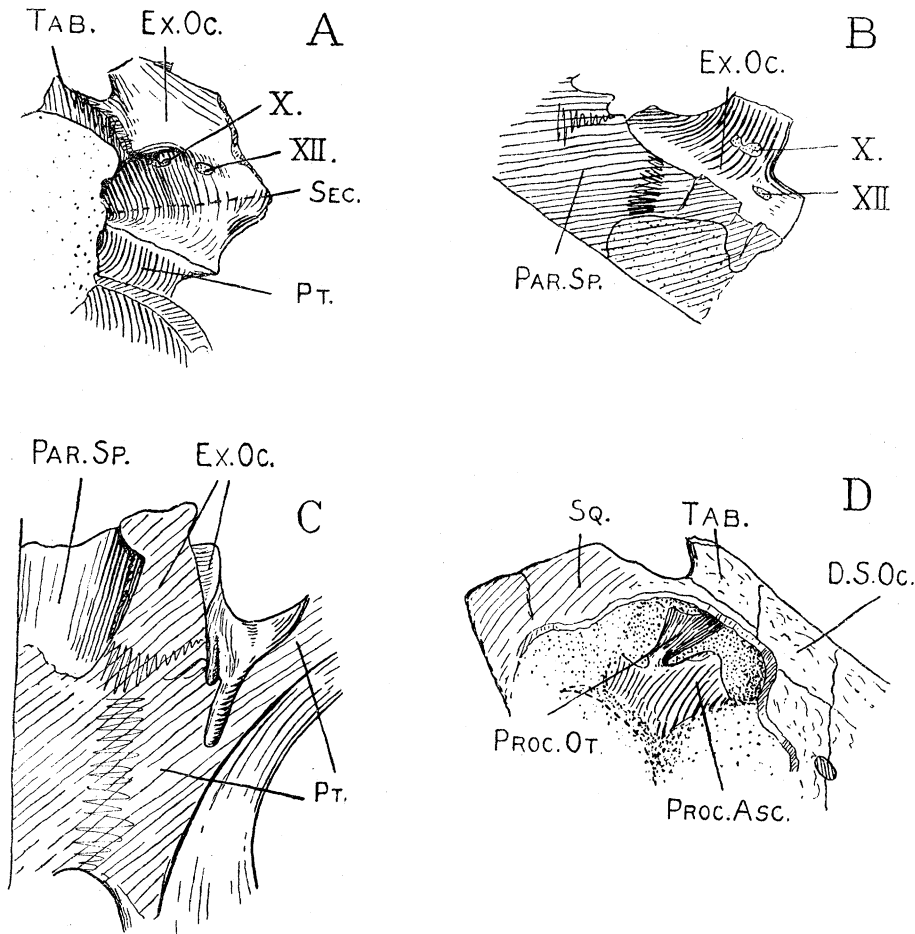 A
TAB.
EX.OC.
X.
XII.
SEC.
PT.
B
EX.OC.
X.
XII
PAR.SP.
C
PAR.SP.
EX.OC.
PT.
D
SQ.
TAB.
D.S.OC.
PROC.OT.
PROC.ASC.